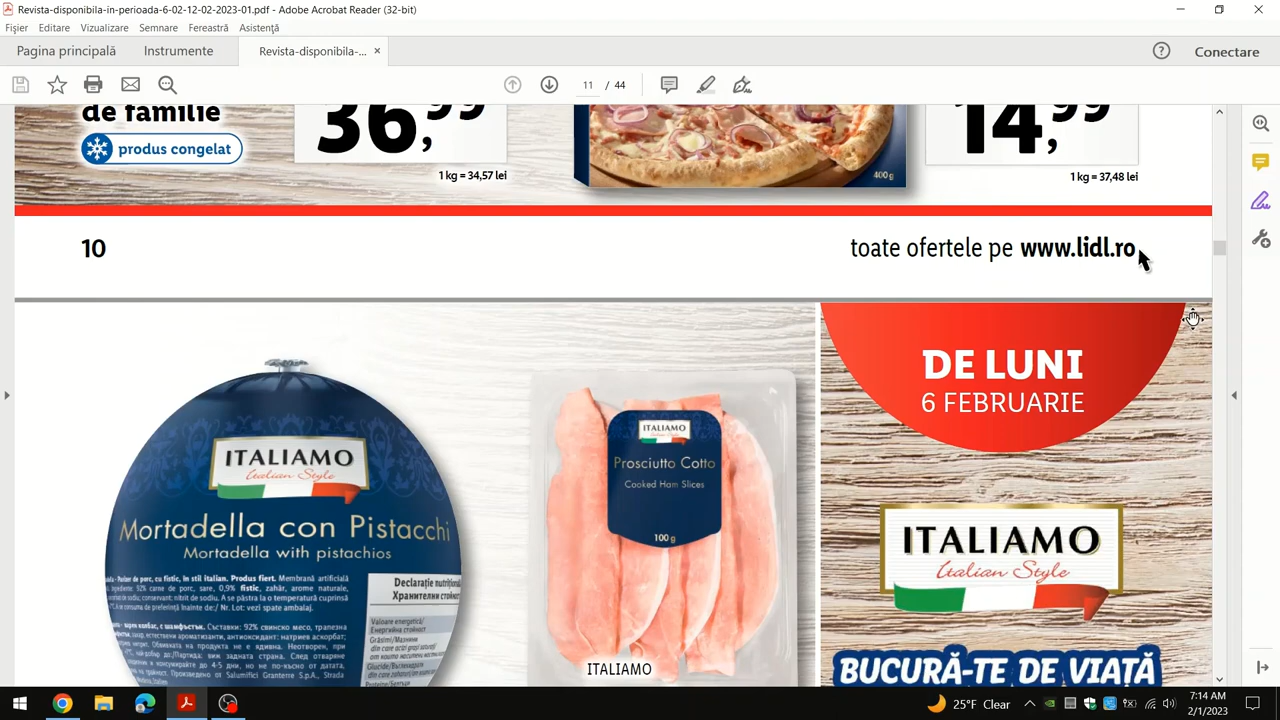 Revista-disponibila-in-perioada-6-02-12-02-2023-01.pdf - Adobe Acrobat Reader (32-bit)
Fișier Editare Vizualizare Semnare Fereastră Asistență
Pagina principală Instrumente Revista-disponibila-... × Conectare
11 / 44
de familie
36,99
14,99
produs congelat
400g
1 kg = 34,57 lei
1 kg = 37,48 lei
10
toate ofertele pe www.lidl.ro
DE LUNI
6 FEBRUARIE
ITALIAMO
Italian Style
Mortadella con Pistacchi
Mortadella with pistachios
Declarație
ITALIAMO
Prosciutto Cotto
Cooked Ham Slices
100 g
ITALIAMO
ITALIAMO
Italian Style
BUCURĂ-TE DE VIAȚĂ
25°F Clear
7:14 AM
2/1/2023